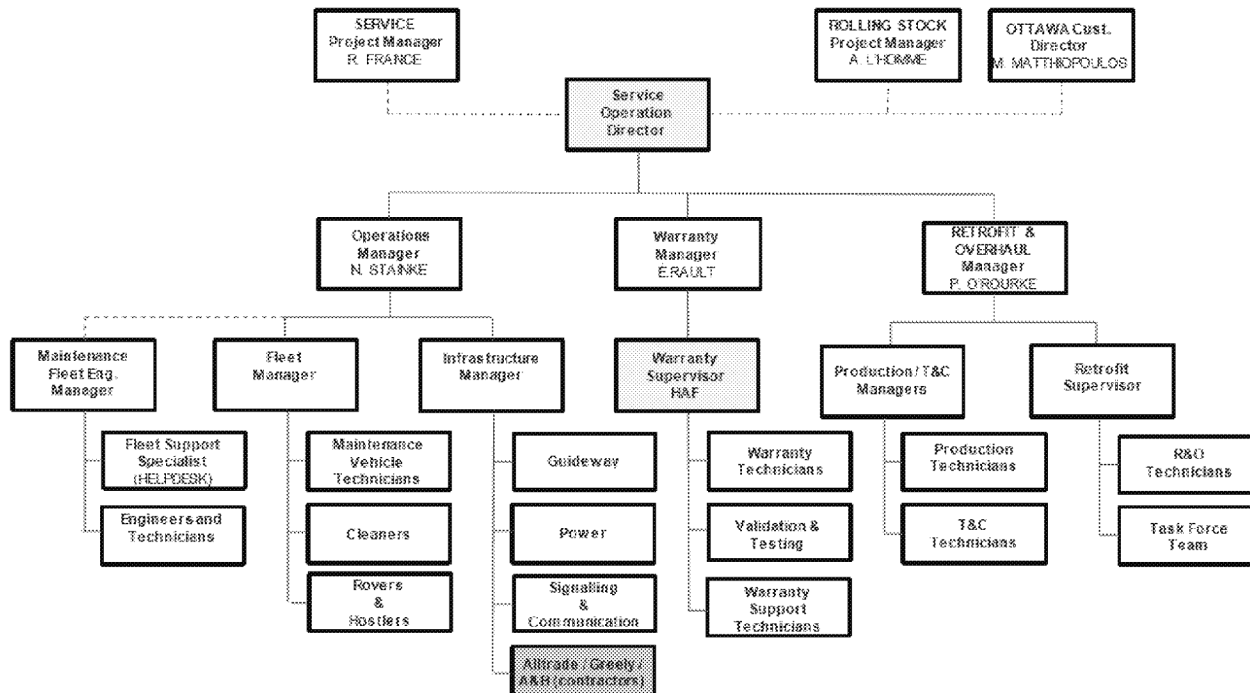 SERVICE
Project Manager
R. FRANCE
ROLLING STOCK
Project Manager
A. L'HOMME
OTTAWA Cust.
Director
M. MATTHIOPOULOS
Service
Operation
Director
Operations
Manager
N. STAINKE
Warranty
Manager
E.RAULT
RETROFIT &
OVERHAUL
Manager
P. O'ROURKE
Maintenance
Fleet Eng.
Manager
Fleet
Manager
Infrastructure
Manager
Warranty
Supervisor
HAF
Production / T&C
Managers
Retrofit
Supervisor
Fleet Support
Specialist
(HELPDESK)
Engineers and
Technicians
Maintenance
Vehicle
Technicians
Cleaners
Rovers
&
Hostlers
Guideway
Power
Signalling
&
Communication
Alltrade / Greely /
A&B (contractors)
Warranty
Technicians
Validation &
Testing
Warranty
Support
Technicians
Production
Technicians
T&C
Technicians
R&O
Technicians
Task Force
Team